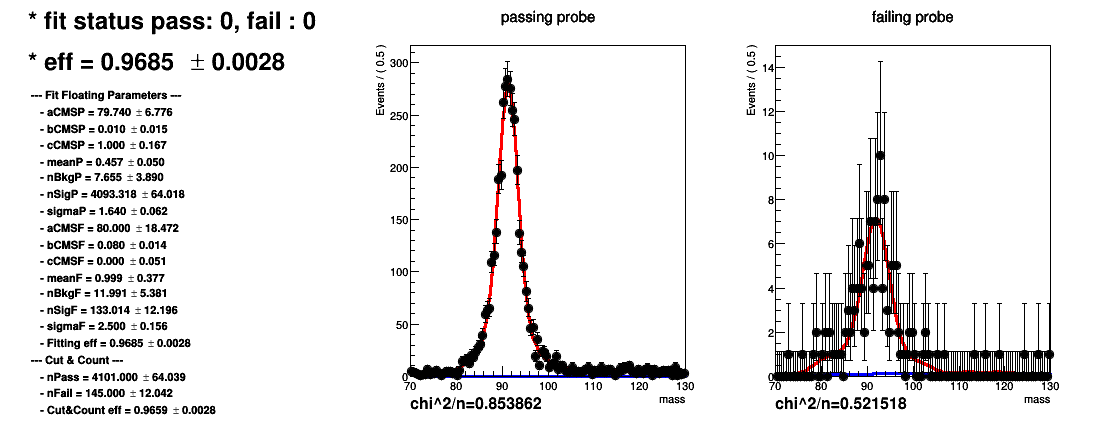 * fit status pass: 0, fail : 0
* eff = 0.9685 ± 0.0028
--- Fit Floating Parameters ---
- aCMSP = 79.740 ± 6.776
- bCMSP = 0.010 ± 0.015
- cCMSP = 1.000 ± 0.167
- meanP = 0.457 ± 0.050
- nBkgP = 7.655 ± 3.890
- nSigP = 4093.318 ± 64.018
- sigmaP = 1.640 ± 0.062
- aCMSF = 80.000 ± 18.472
- bCMSF = 0.080 ± 0.014
- cCMSF = 0.000 ± 0.051
- meanF = 0.999 ± 0.377
- nBkgF = 11.991 ± 5.381
- nSigF = 133.014 ± 12.196
- sigmaF = 2.500 ± 0.156
- Fitting eff = 0.9685 ± 0.0028
--- Cut & Count ---
- nPass = 4101.000 ± 64.039
- nFail = 145.000 ± 12.042
- Cut&Count eff = 0.9659 ± 0.0028
passing probe
Events / ( 0.5 )
300
250
200
150
100
50
0
70 80 90 100 110 120 130
mass
chi^2/n=0.853862
failing probe
Events / ( 0.5 )
14
12
10
8
6
4
2
0
70 80 90 100 110 120 130
mass
chi^2/n=0.521518